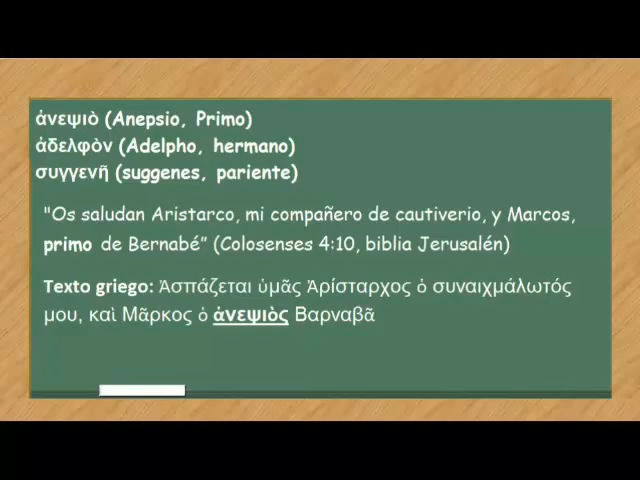 ἀνεψιὸ (Anepsio, Primo)
ἀδελφὸν (Adelpho, hermano)
συγγενῆ (suggenes, pariente)
"Os saludan Aristarco, mi compañero de cautiverio, y Marcos,
primo de Bernabé” (Colosenses 4:10, biblia Jerusalén)
Texto griego: Ἀσπάζεται ὑμᾶς Ἀρίσταρχος ὁ συναιχμάλωτός
μου, καὶ Μᾶρκος ὁ ἀνεψιὸς Βαρναβᾶ